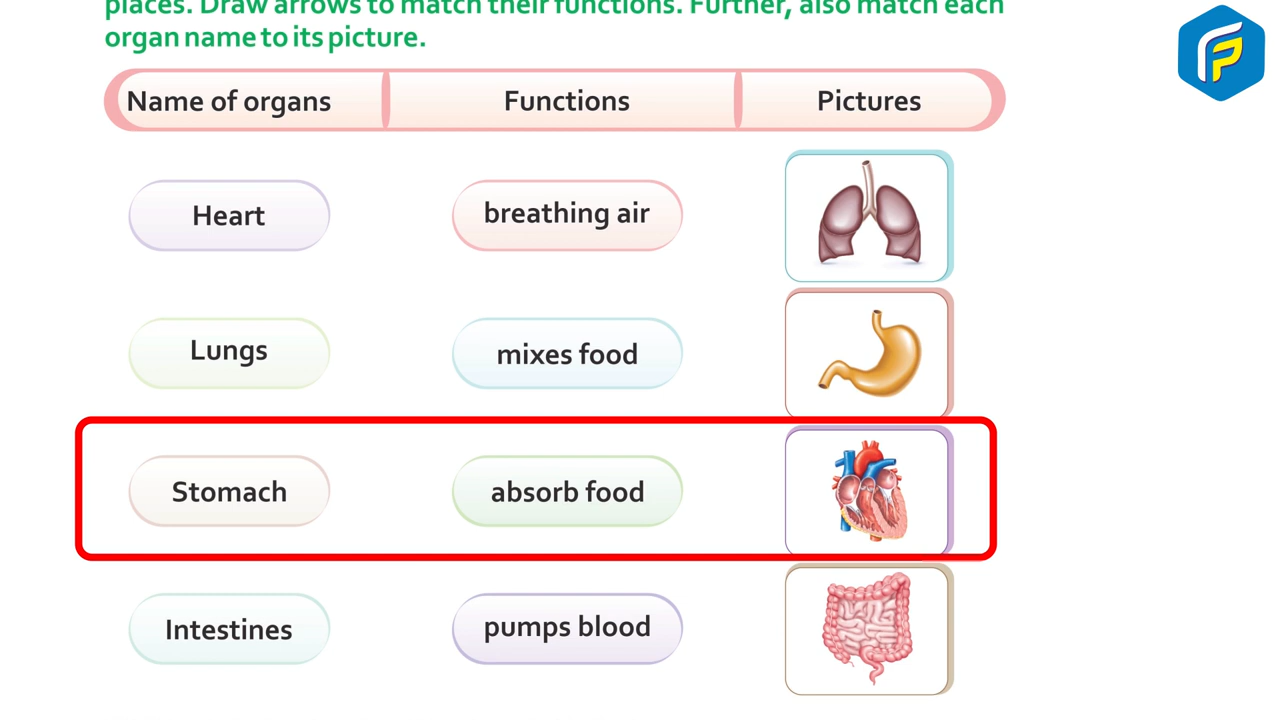 places. Draw arrows to match their functions. Further, also match each
organ name to its picture.
Name of organs Functions Pictures
Heart breathing air
Lungs mixes food
Stomach absorb food
Intestines pumps blood